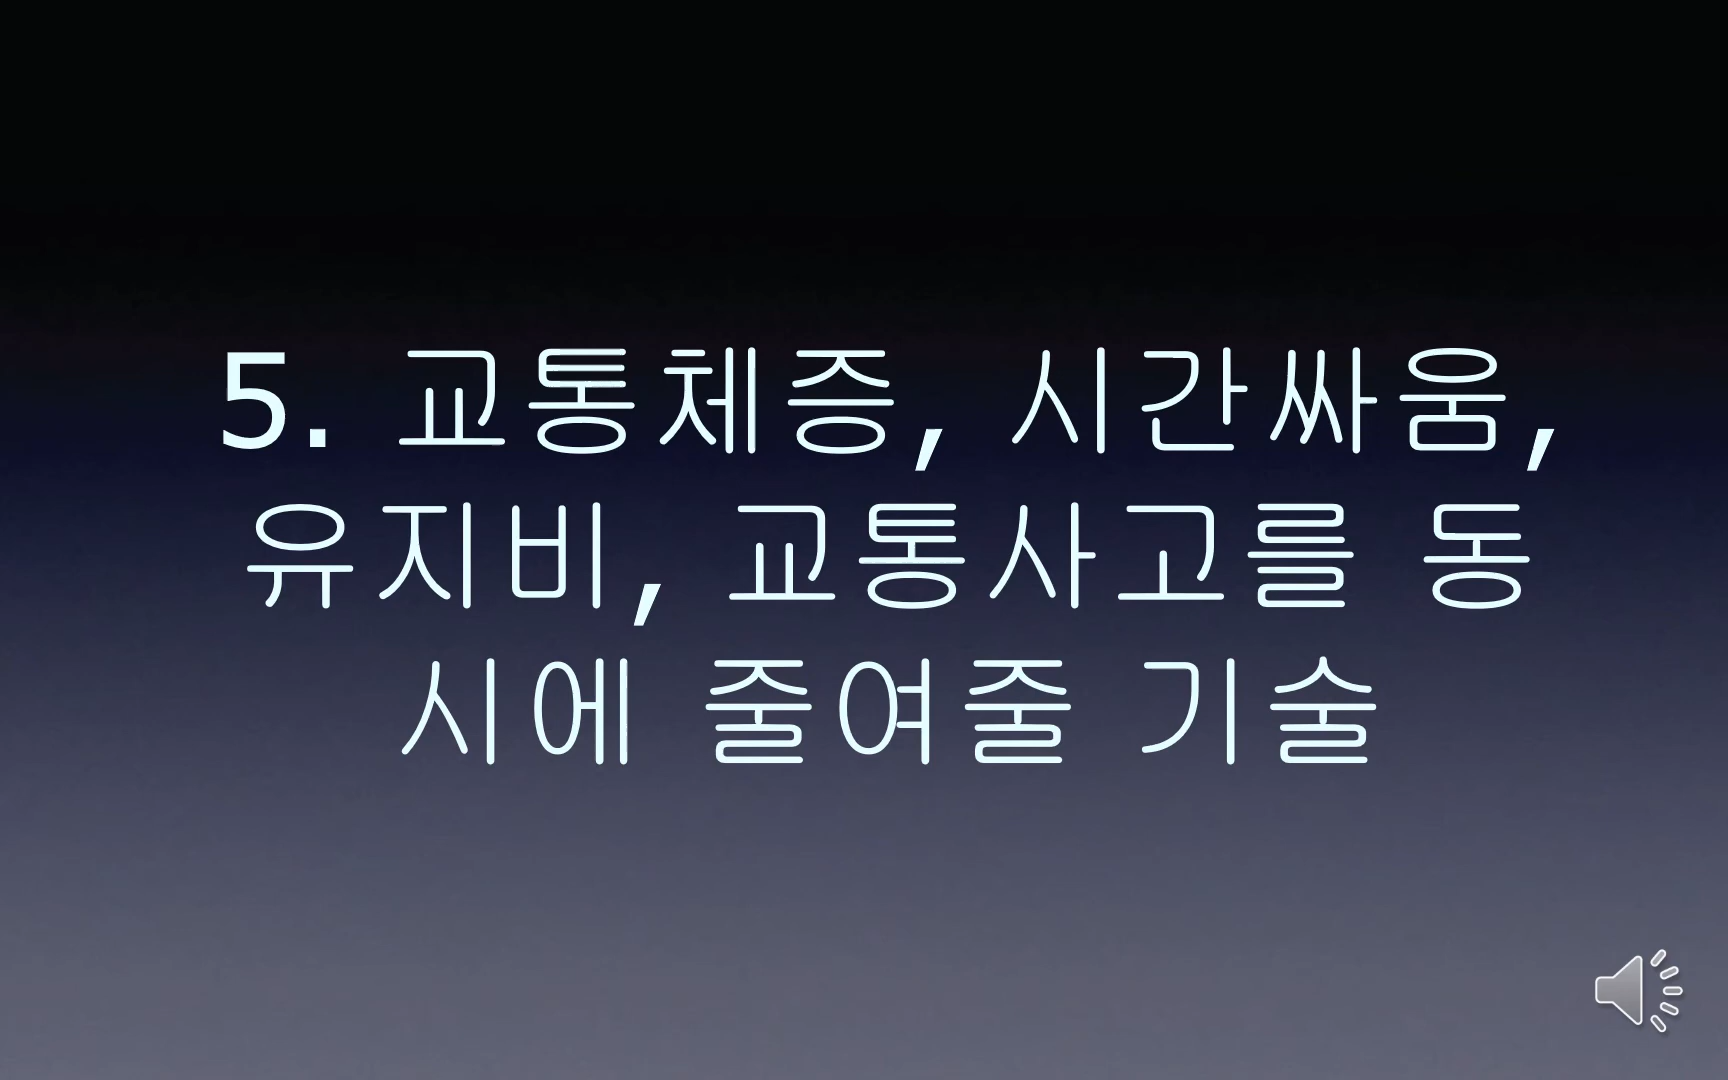 5. 교통체증, 시간싸움,
유지비, 교통사고를 동
시에 줄여줄 기술